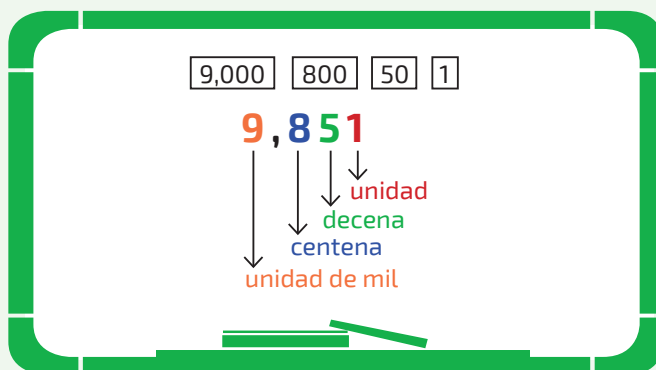 9,000 800 50 1
9,851
unidad
decena
centena
unidad de mil